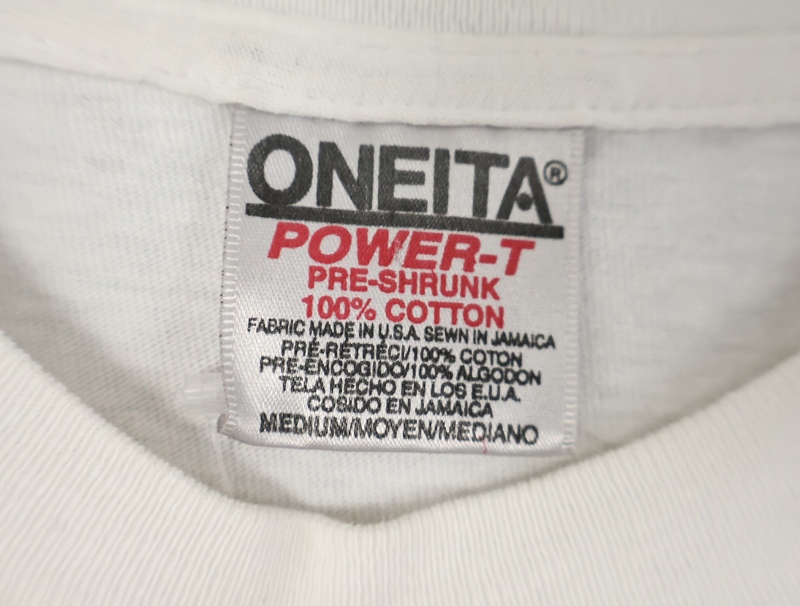 ONEITA®
POWER-T
PRE-SHRUNK
100% COTTON
FABRIC MADE IN U.S.A. SEWN IN JAMAICA
PRÉ-RÉTRÉCI/100% COTON
PRE-ENCOGIDO/100% ALGODON
TELA HECHO EN LOS E.U.A.
COSIDO EN JAMAICA
MEDIUM/MOYEN/MEDIANO